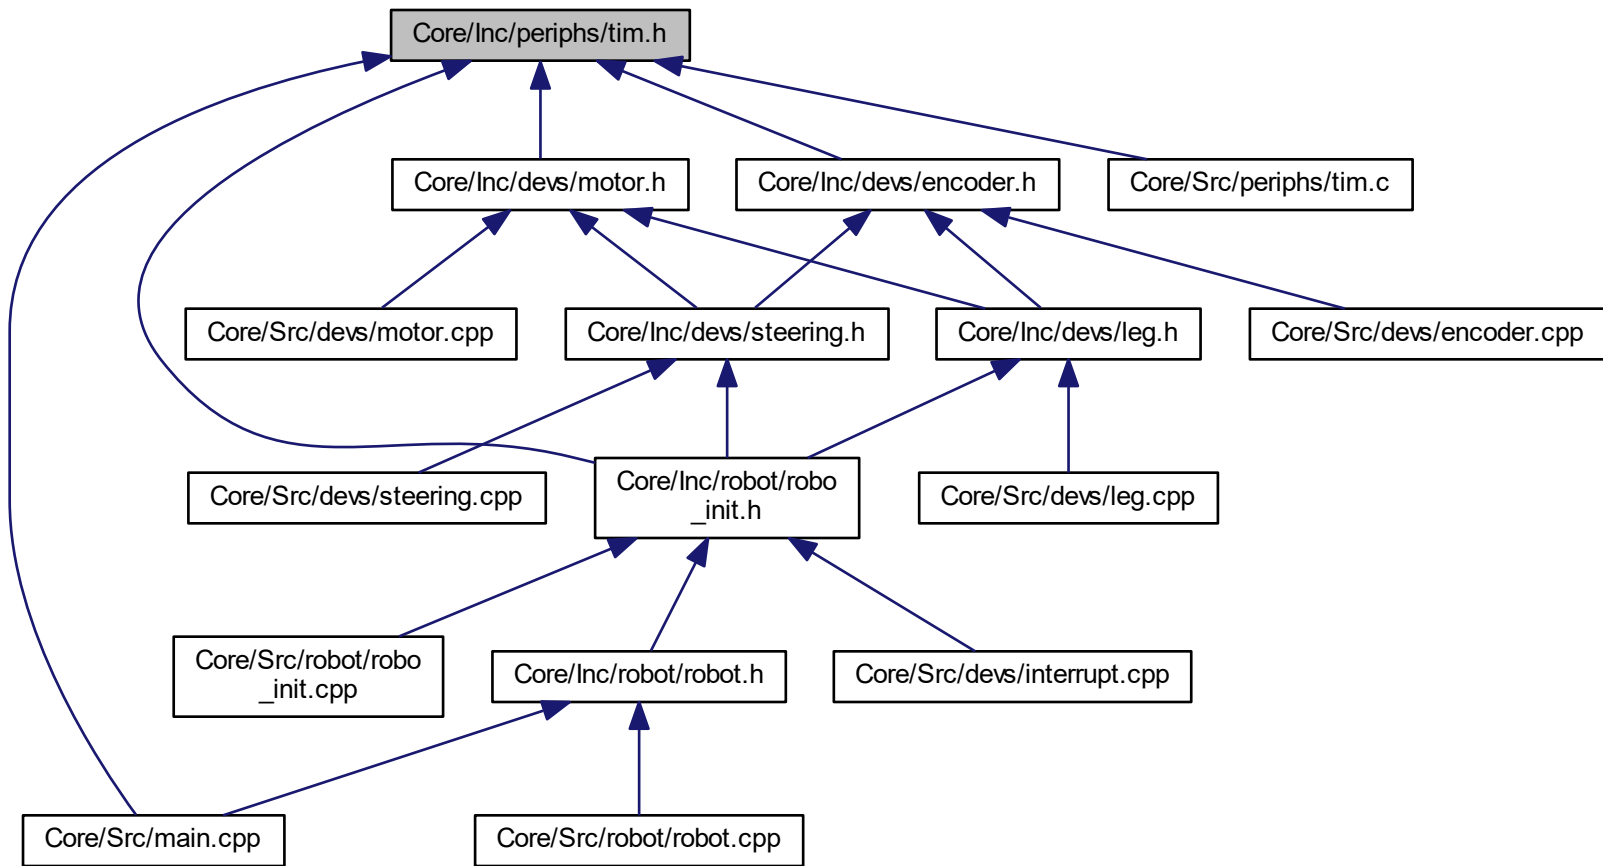 Core/Inc/periphs/tim.h
Core/Inc/devs/motor.h
Core/Inc/devs/encoder.h
Core/Src/periphs/tim.c
Core/Src/devs/motor.cpp
Core/Inc/devs/steering.h
Core/Inc/devs/leg.h
Core/Src/devs/encoder.cpp
Core/Src/devs/steering.cpp
Core/Inc/robot/robo
_init.h
Core/Src/devs/leg.cpp
Core/Src/robot/robo
_init.cpp
Core/Inc/robot/robot.h
Core/Src/devs/interrupt.cpp
Core/Src/main.cpp
Core/Src/robot/robot.cpp